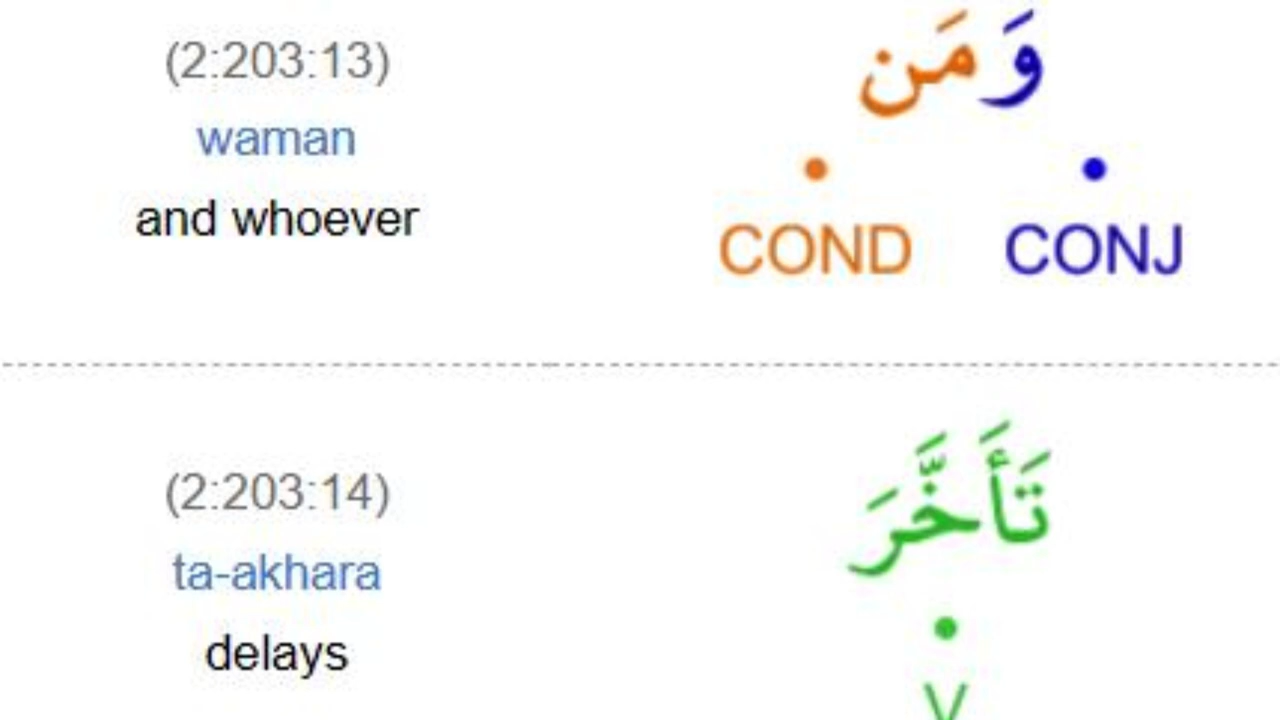 (2:203:13)
waman
and whoever
وَمَن
COND CONJ
(2:203:14)
ta-akhara
delays
تَأَخَّرَ
V